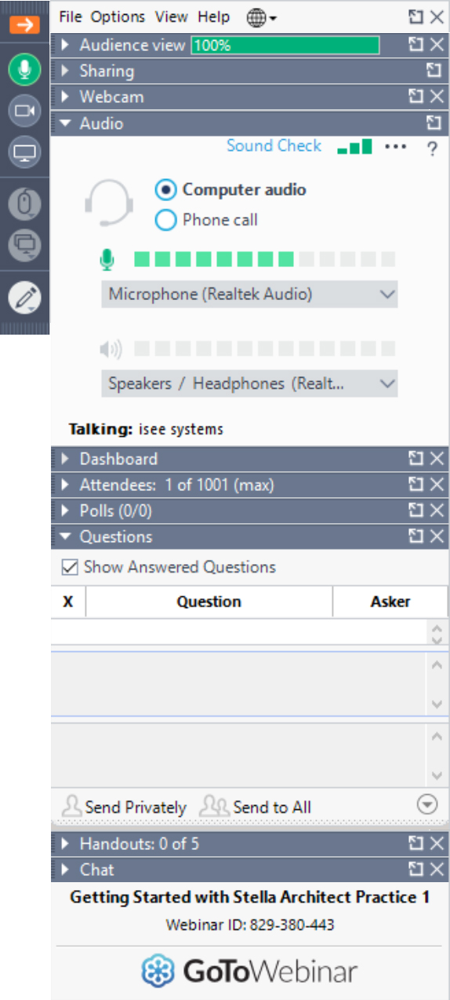 File Options View Help
Audience view 100%
Sharing
Webcam
Audio
Sound Check ?
Computer audio
Phone call
Microphone (Realtek Audio)
Speakers / Headphones (Realt...
Talking: isee systems
Dashboard
Attendees: 1 of 1001 (max)
Polls (0/0)
Questions
Show Answered Questions
X Question Asker
Send Privately Send to All
Handouts: 0 of 5
Chat
Getting Started with Stella Architect Practice 1
Webinar ID: 829-380-443
GoToWebinar